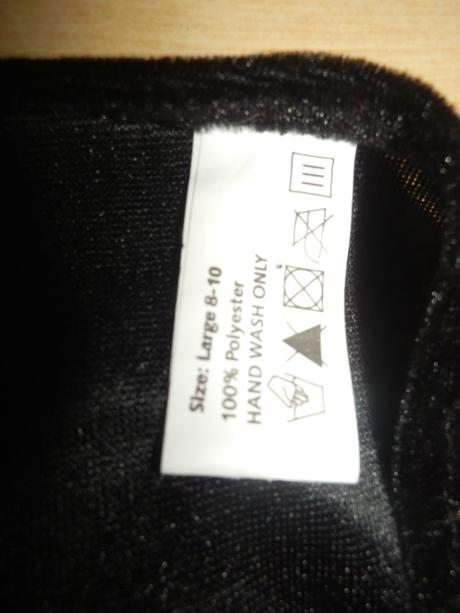 Size: Large 8-10
100% Polyester
HAND WASH ONLY